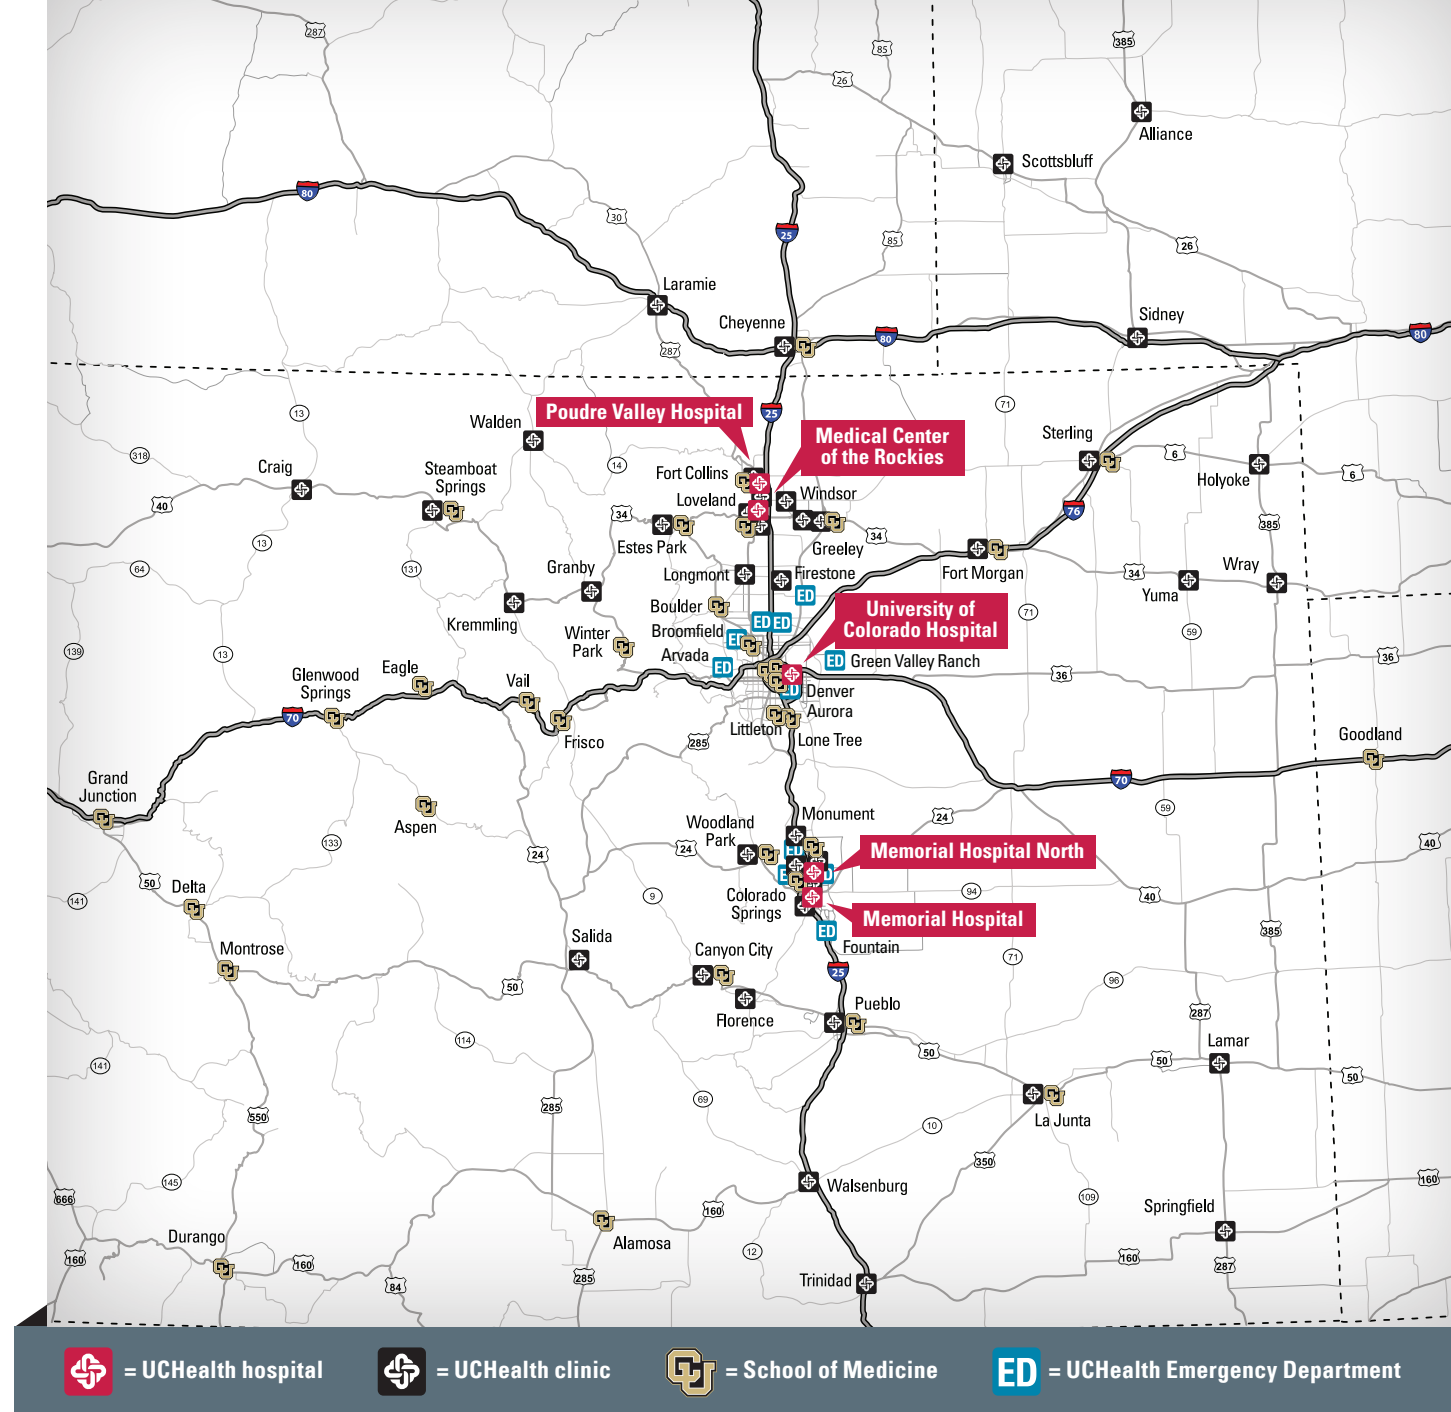 287
85
385
26
Alliance
Scottsbluff
80
30
25
85
26
Laramie
Cheyenne
Sidney
80
80
287
13
25
71
Poudre Valley Hospital
Walden
Medical Center
of the Rockies
Sterling
318
Craig
Steamboat
Springs
14
Fort Collins
6
Holyoke
6
40
Loveland
Windsor
34
Estes Park
Greeley
34
76
385
13
64
131
Granby
Longmont
Firestone
Fort Morgan
34
Yuma
Wray
ED
Kremmling
Boulder
University of
Colorado Hospital
71
59
139
13
Winter
Park
Broomfield
ED
ED
ED
Arvada
ED
ED
Green Valley Ranch
36
36
Glenwood
Springs
Eagle
Vail
ED
Denver
Aurora
70
Frisco
285
Littleton
Lone Tree
Goodland
Grand
Junction
70
Aspen
133
59
Woodland
Park
Monument
24
24
24
40
ED
Memorial Hospital North
50
Delta
141
9
Colorado
Springs
94
40
Memorial Hospital
ED
Fountain
385
Montrose
Salida
Canyon City
71
25
50
96
Florence
Pueblo
287
114
50
Lamar
50
50
141
550
285
69
La Junta
10
350
145
666
Walsenburg
109
160
160
Springfield
Durango
Alamosa
12
160
160
160
84
285
Trinidad
287
= UCHealth hospital
= UCHealth clinic
= School of Medicine
ED = UCHealth Emergency Department